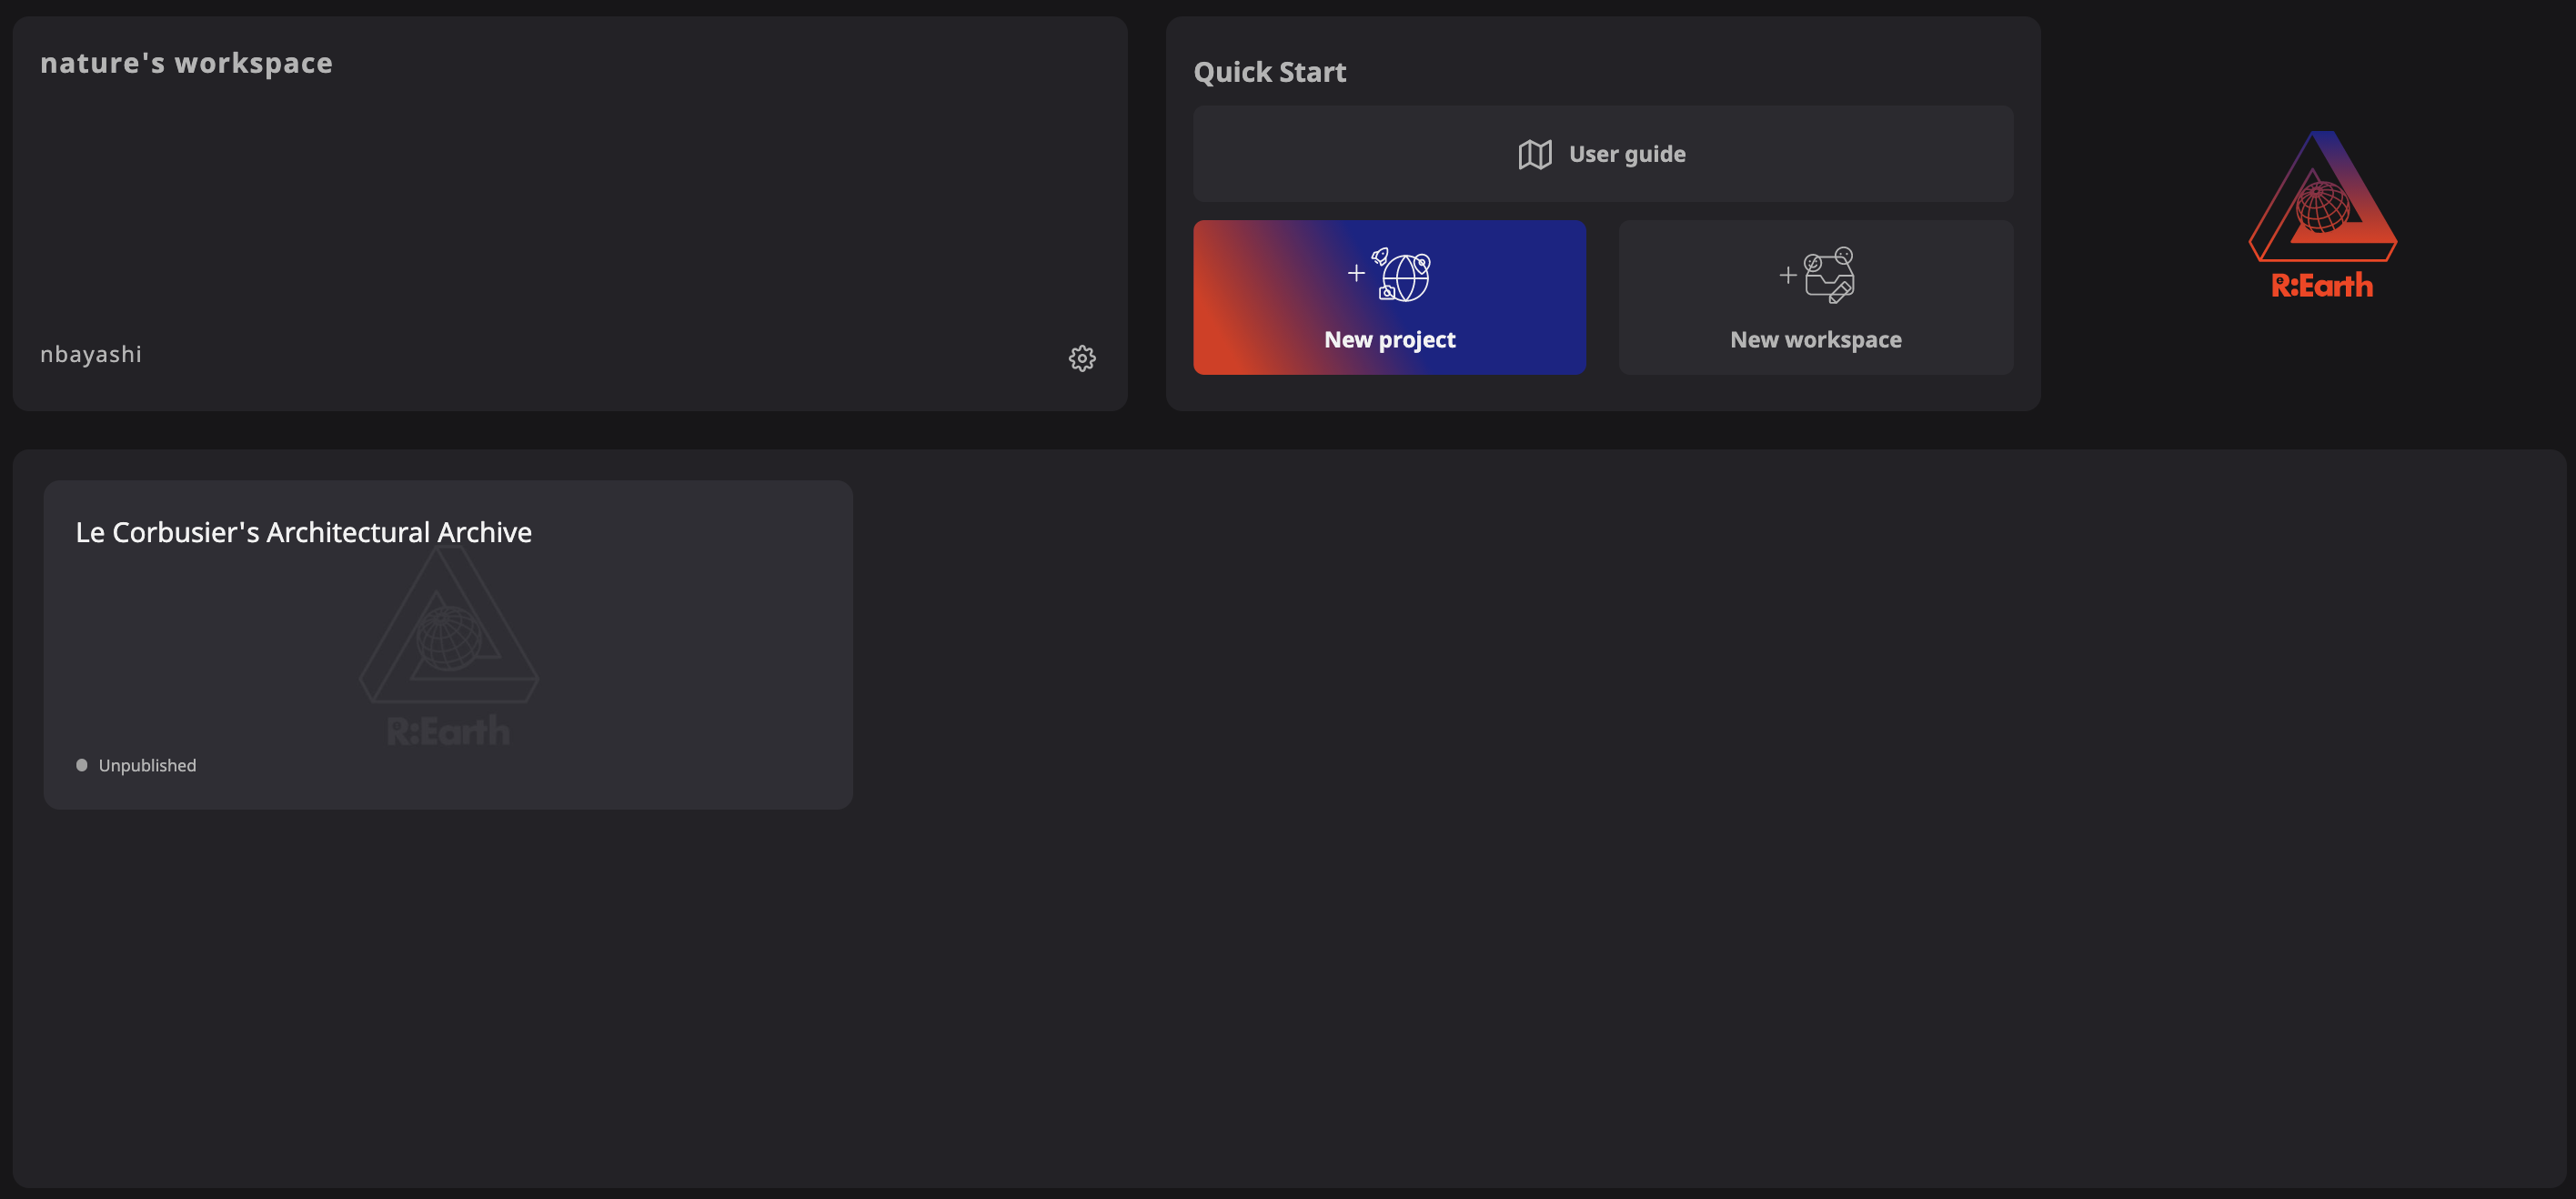 nature's workspace
nbayashi
Quick Start
User guide
New project
New workspace
R:Earth
Le Corbusier's Architectural Archive
R:Earth
Unpublished